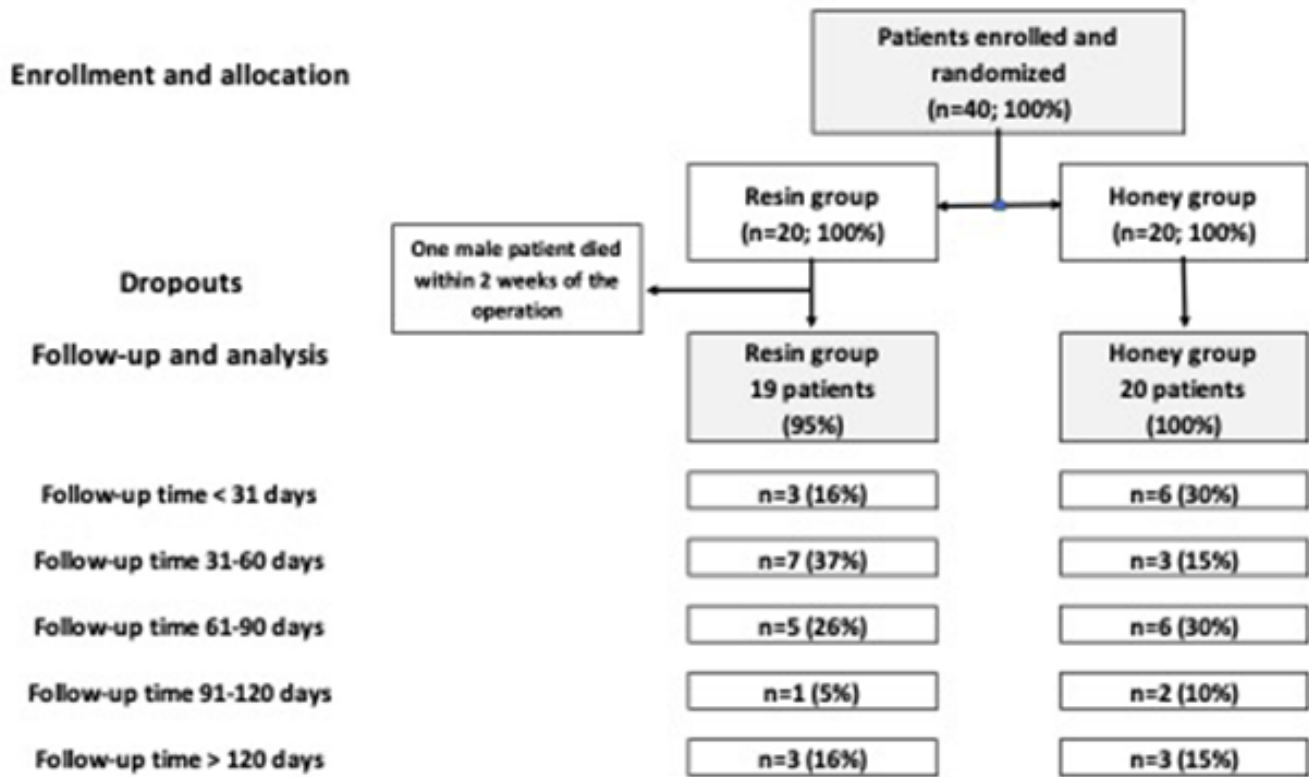 Patients enrolled and
randomized
(n=40; 100%)
Enrollment and allocation
Resin group
(n=20; 100%)
Honey group
(n=20; 100%)
One male patient died
within 2 weeks of the
operation
Dropouts
Follow-up and analysis
Resin group
19 patients
(95%)
Honey group
20 patients
(100%)
Follow-up time < 31 days
n=3 (16%)
n=6 (30%)
Follow-up time 31-60 days
n=7 (37%)
n=3 (15%)
Follow-up time 61-90 days
n=5 (26%)
n=6 (30%)
Follow-up time 91-120 days
n=1 (5%)
n=2 (10%)
Follow-up time > 120 days
n=3 (16%)
n=3 (15%)